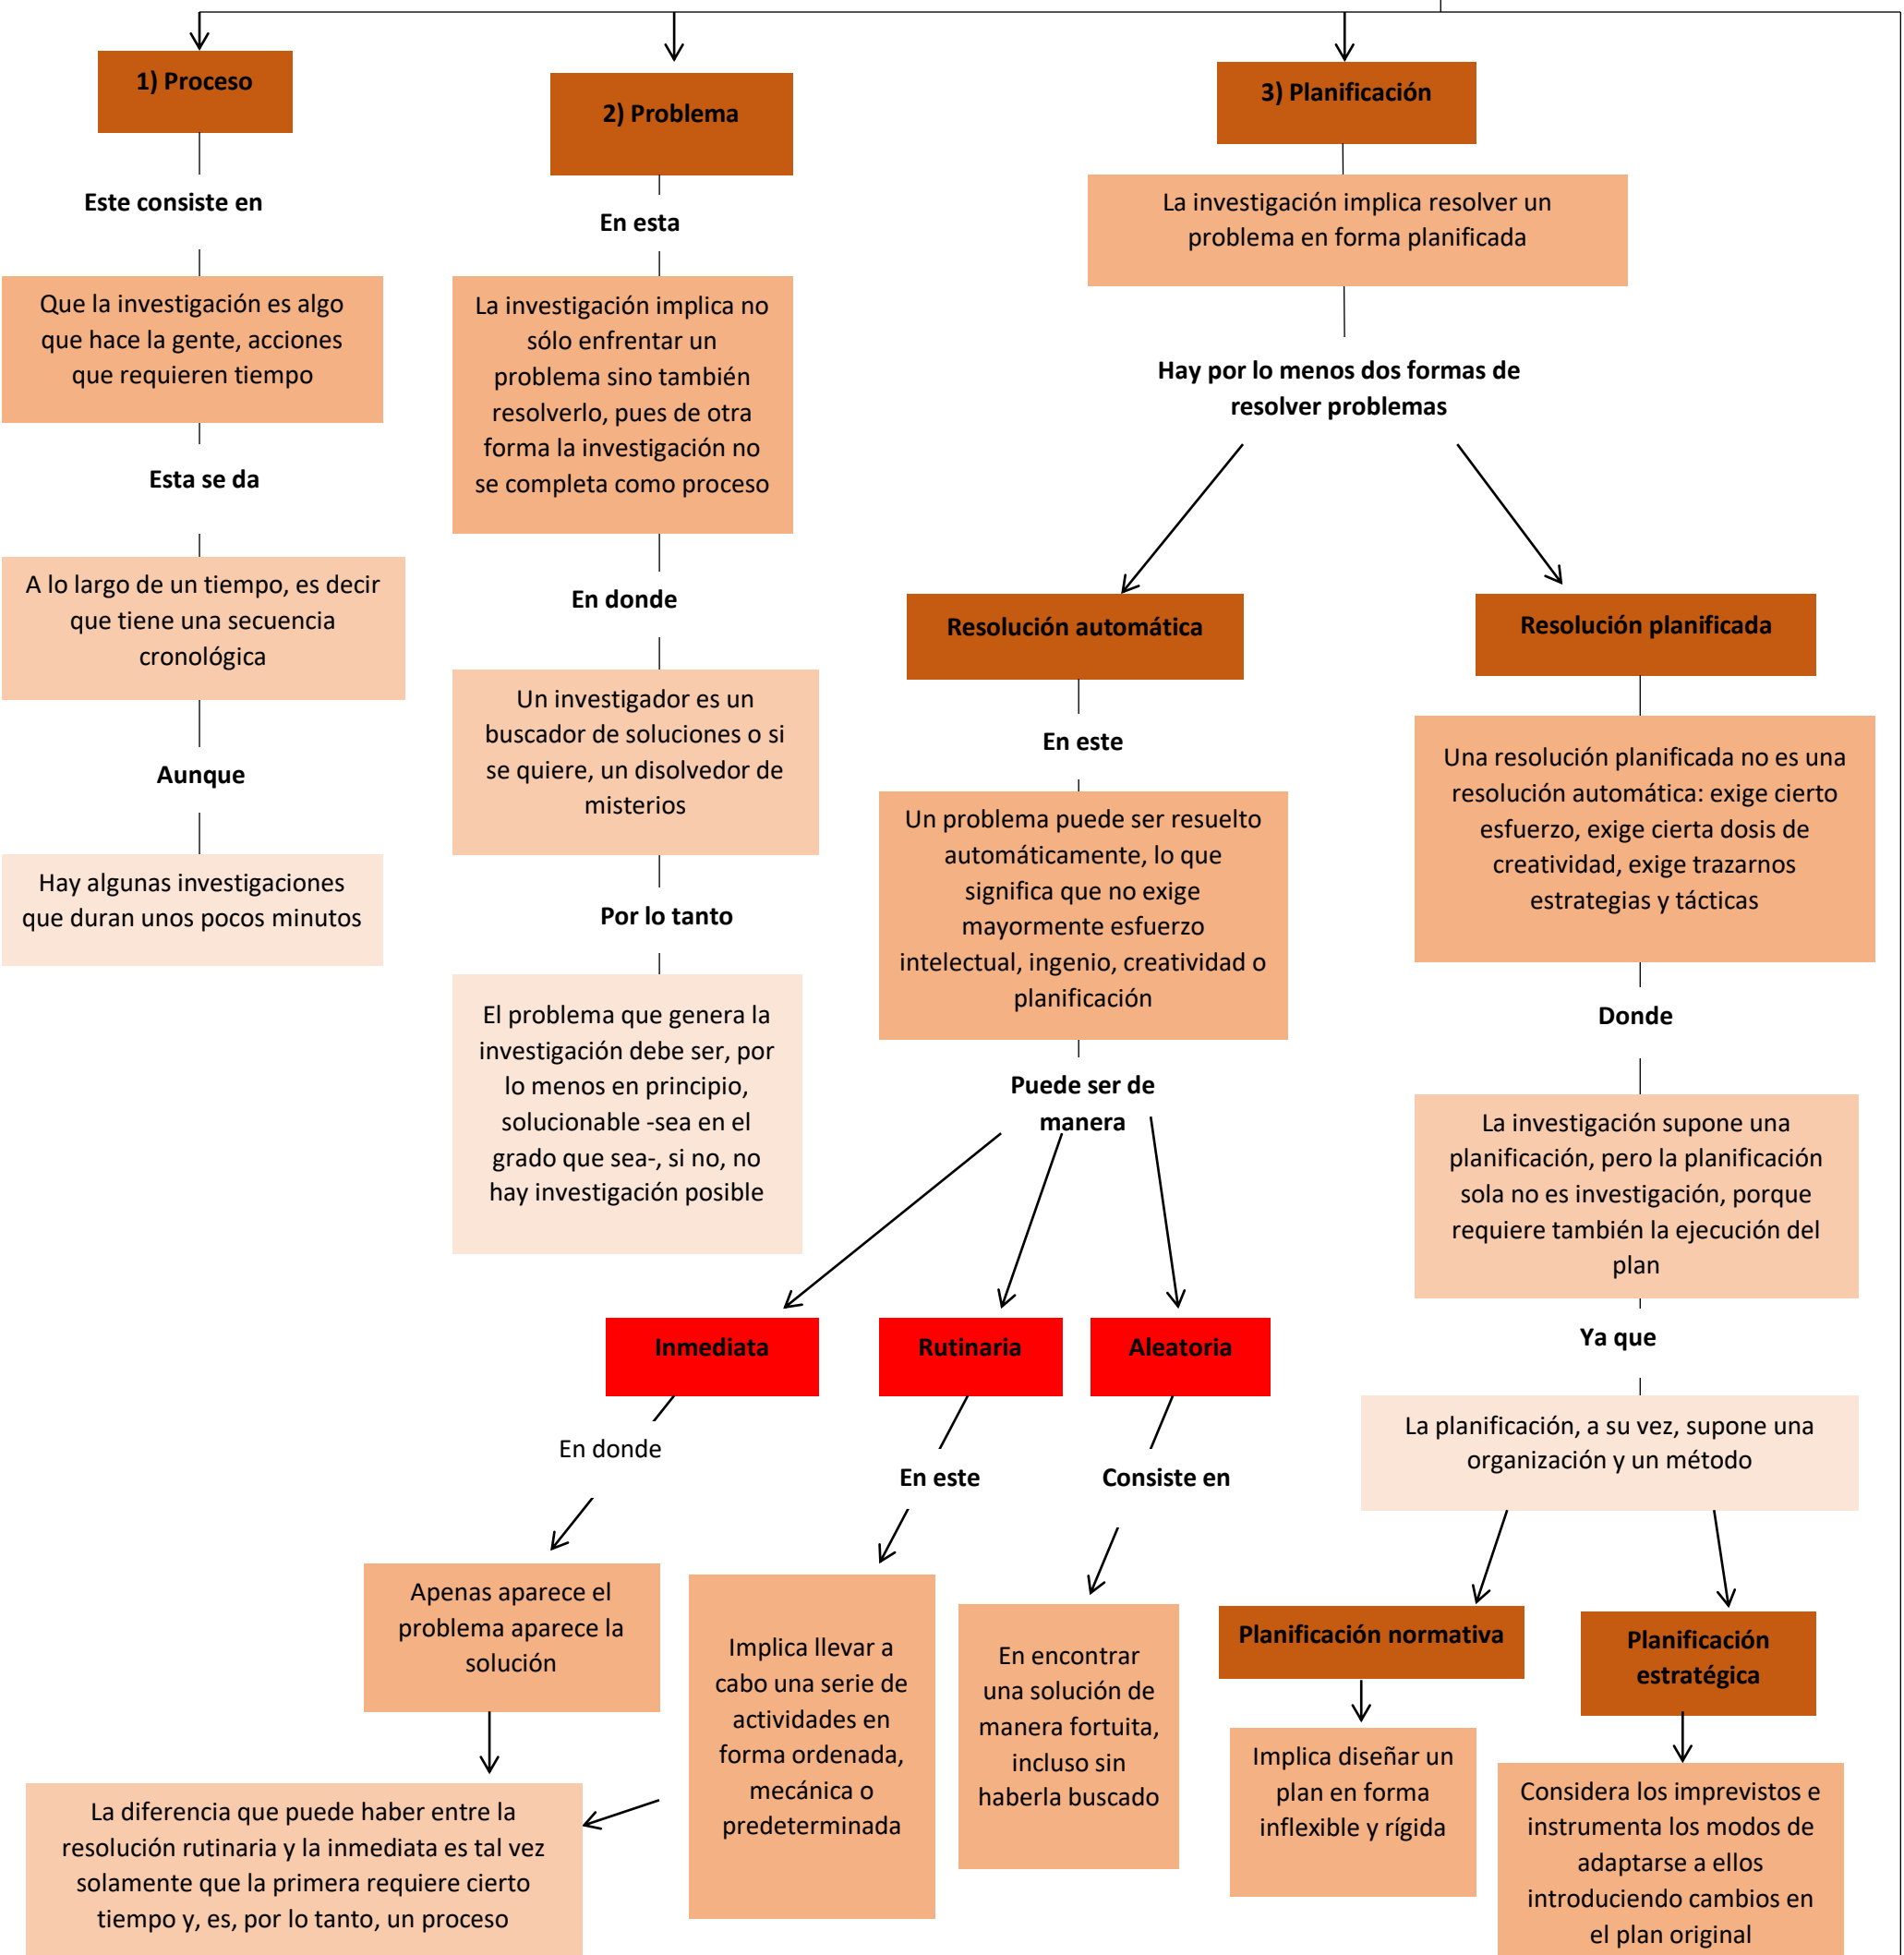 1) Proceso
Este consiste en
Que la investigación es algo
que hace la gente, acciones
que requieren tiempo
Esta se da
A lo largo de un tiempo, es decir
que tiene una secuencia
cronológica
Aunque
Hay algunas investigaciones
que duran unos pocos minutos
2) Problema
En esta
La investigación implica no
sólo enfrentar un
problema sino también
resolverlo, pues de otra
forma la investigación no
se completa como proceso
En donde
Un investigador es un
buscador de soluciones o si
se quiere, un disolvedor de
misterios
Por lo tanto
El problema que genera la
investigación debe ser, por
lo menos en principio,
solucionable -sea en el
grado que sea-, si no, no
hay investigación posible
3) Planificación
La investigación implica resolver un
problema en forma planificada
Hay por lo menos dos formas de
resolver problemas
Resolución automática
En este
Un problema puede ser resuelto
automáticamente, lo que
significa que no exige
mayormente esfuerzo
intelectual, ingenio, creatividad o
planificación
Puede ser de
manera
Inmediata
En donde
Apenas aparece el
problema aparece la
solución
Rutinaria
En este
Implica llevar a
cabo una serie de
actividades en
forma ordenada,
mecánica o
predeterminada
La diferencia que puede haber entre la
resolución rutinaria y la inmediata es tal vez
solamente que la primera requiere cierto
tiempo y, es, por lo tanto, un proceso
Aleatoria
Consiste en
En encontrar
una solución de
manera fortuita,
incluso sin
haberla buscado
Resolución planificada
Una resolución planificada no es una
resolución automática: exige cierto
esfuerzo, exige cierta dosis de
creatividad, exige trazarnos
estrategias y tácticas
Donde
La investigación supone una
planificación, pero la planificación
sola no es investigación, porque
requiere también la ejecución del
plan
Ya que
La planificación, a su vez, supone una
organización y un método
Planificación normativa
Implica diseñar un
plan en forma
inflexible y rígida
Planificación
estratégica
Considera los imprevistos e
instrumenta los modos de
adaptarse a ellos
introduciendo cambios en
el plan original